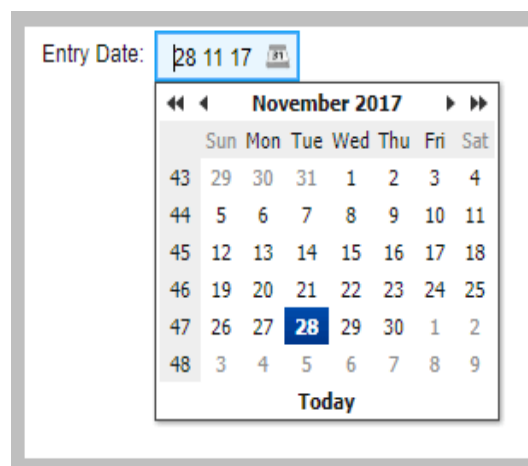 Entry Date: 28 11 17 31
November 2017
Sun Mon Tue Wed Thu Fri Sat
43 29 30 31 1 2 3 4
44 5 6 7 8 9 10 11
45 12 13 14 15 16 17 18
46 19 20 21 22 23 24 25
47 26 27 28 29 30 1 2
48 3 4 5 6 7 8 9
Today